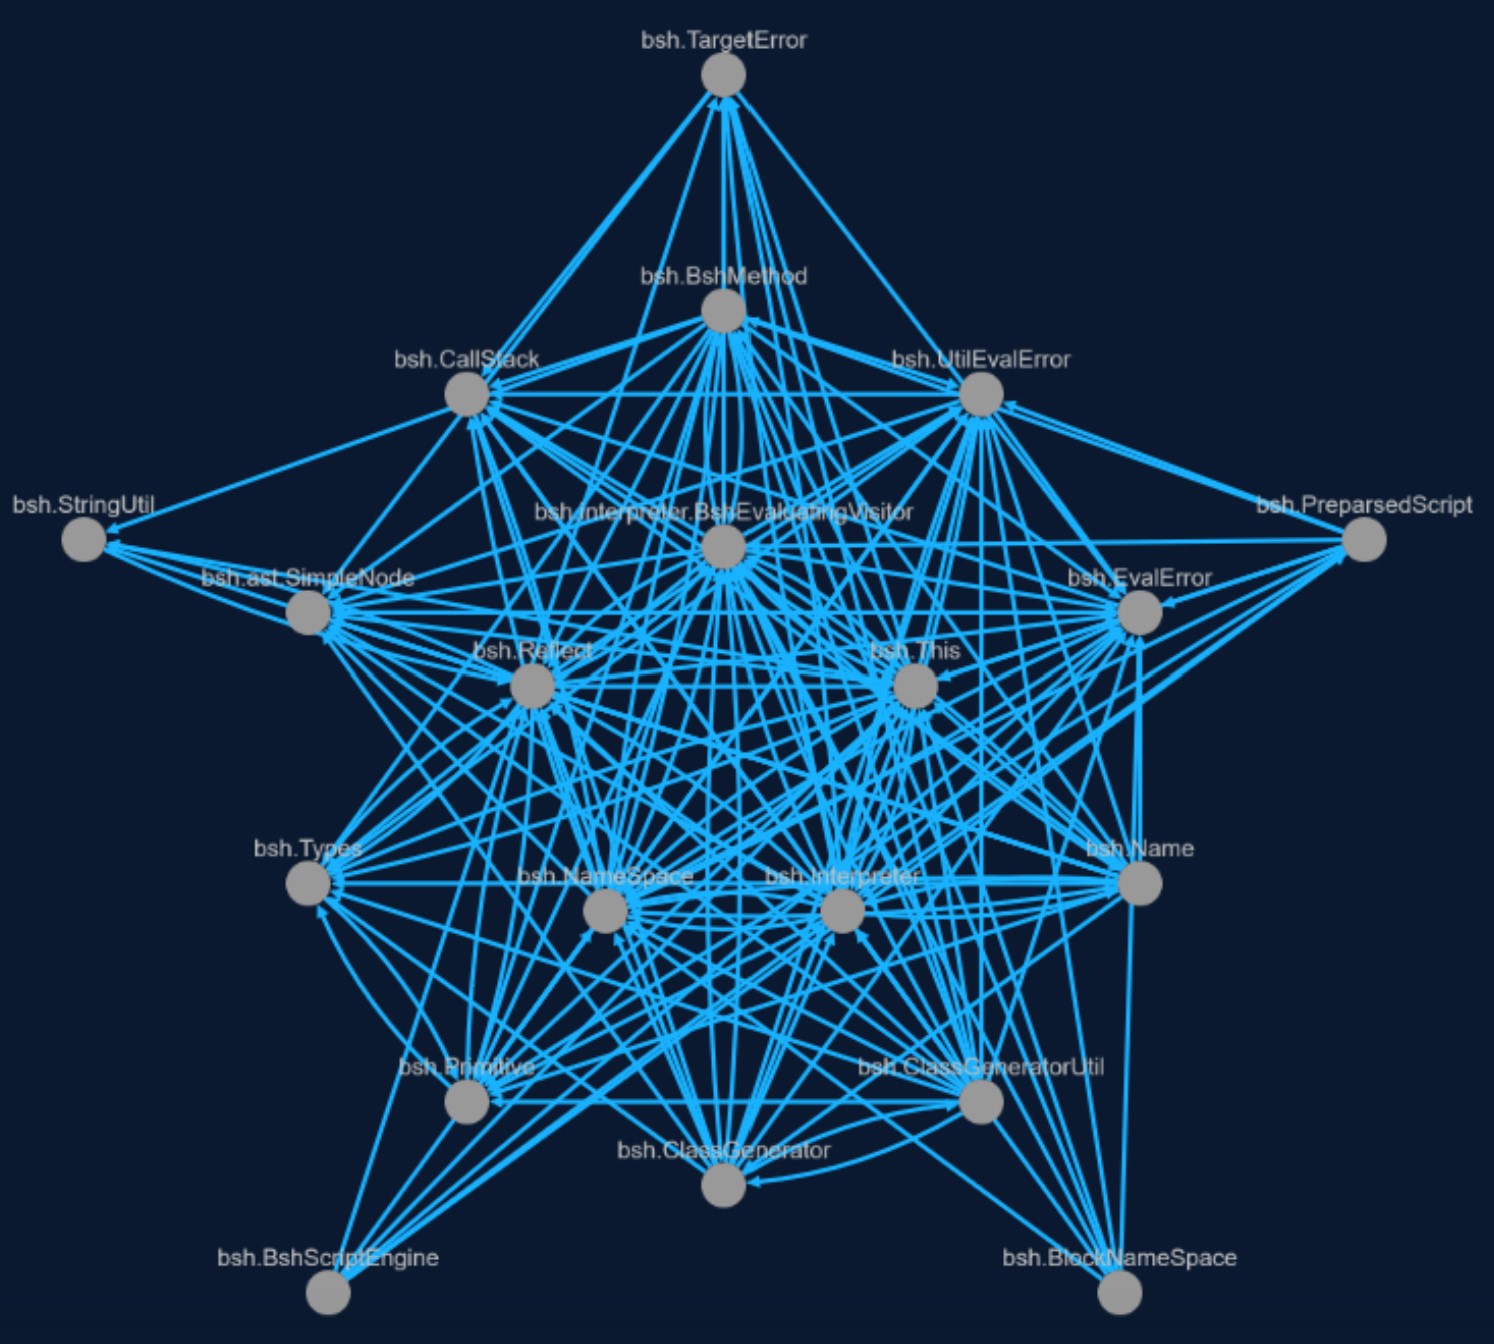 bsh.TargetError
bsh.BshMethod
bsh.CallStack
bsh.UtilEvalError
bsh.StringUtil
bsh.PreparsedScript
bsh.interpreter.BshEvaluatingVisitor
bsh.ast.SimpleNode
bsh.EvalError
bsh.Reflect
bsh.This
bsh.Types
bsh.Name
bsh.NameSpace
bsh.Interpreter
bsh.Primitive
bsh.ClassGeneratorUtil
bsh.ClassGenerator
bsh.BshScriptEngine
bsh.BlockNameSpace